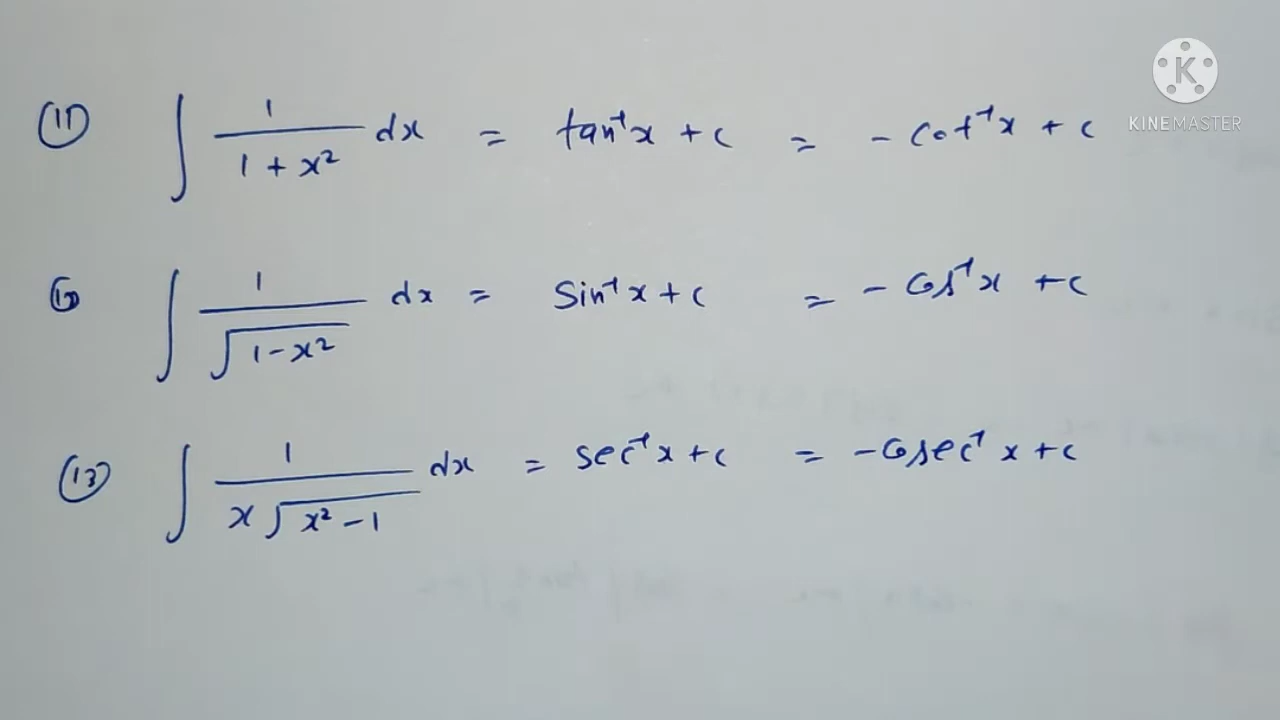 K
KINEMASTER
(11) ∫ 1/(1 + x²) dx = tan⁻¹x + c = - cot⁻¹x + c
(12) ∫ 1/√(1-x²) dx = sin⁻¹x + c = - cos⁻¹x + c
(13) ∫ 1/(x√(x²-1)) dx = sec⁻¹x + c = - cosec⁻¹x + c